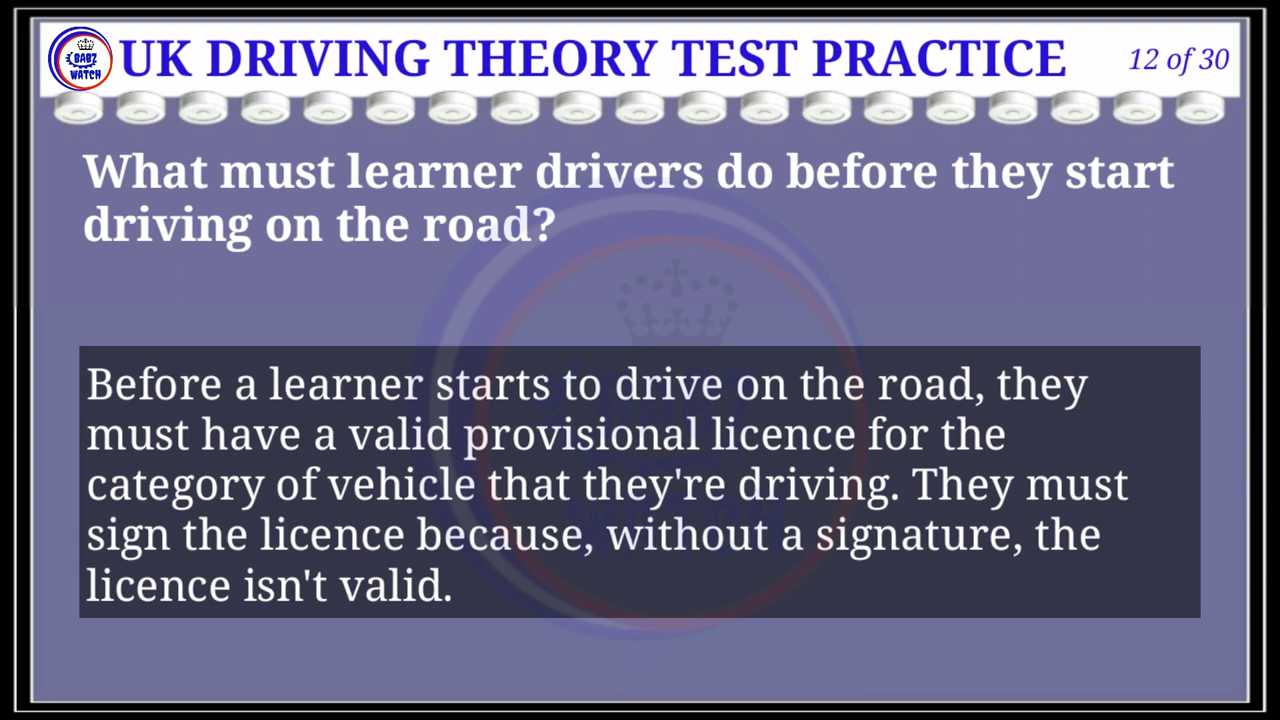 BABZ
WATCH
UK DRIVING THEORY TEST PRACTICE
12 of 30
What must learner drivers do before they start
driving on the road?
Before a learner starts to drive on the road, they
must have a valid provisional licence for the
category of vehicle that they're driving. They must
sign the licence because, without a signature, the
licence isn't valid.